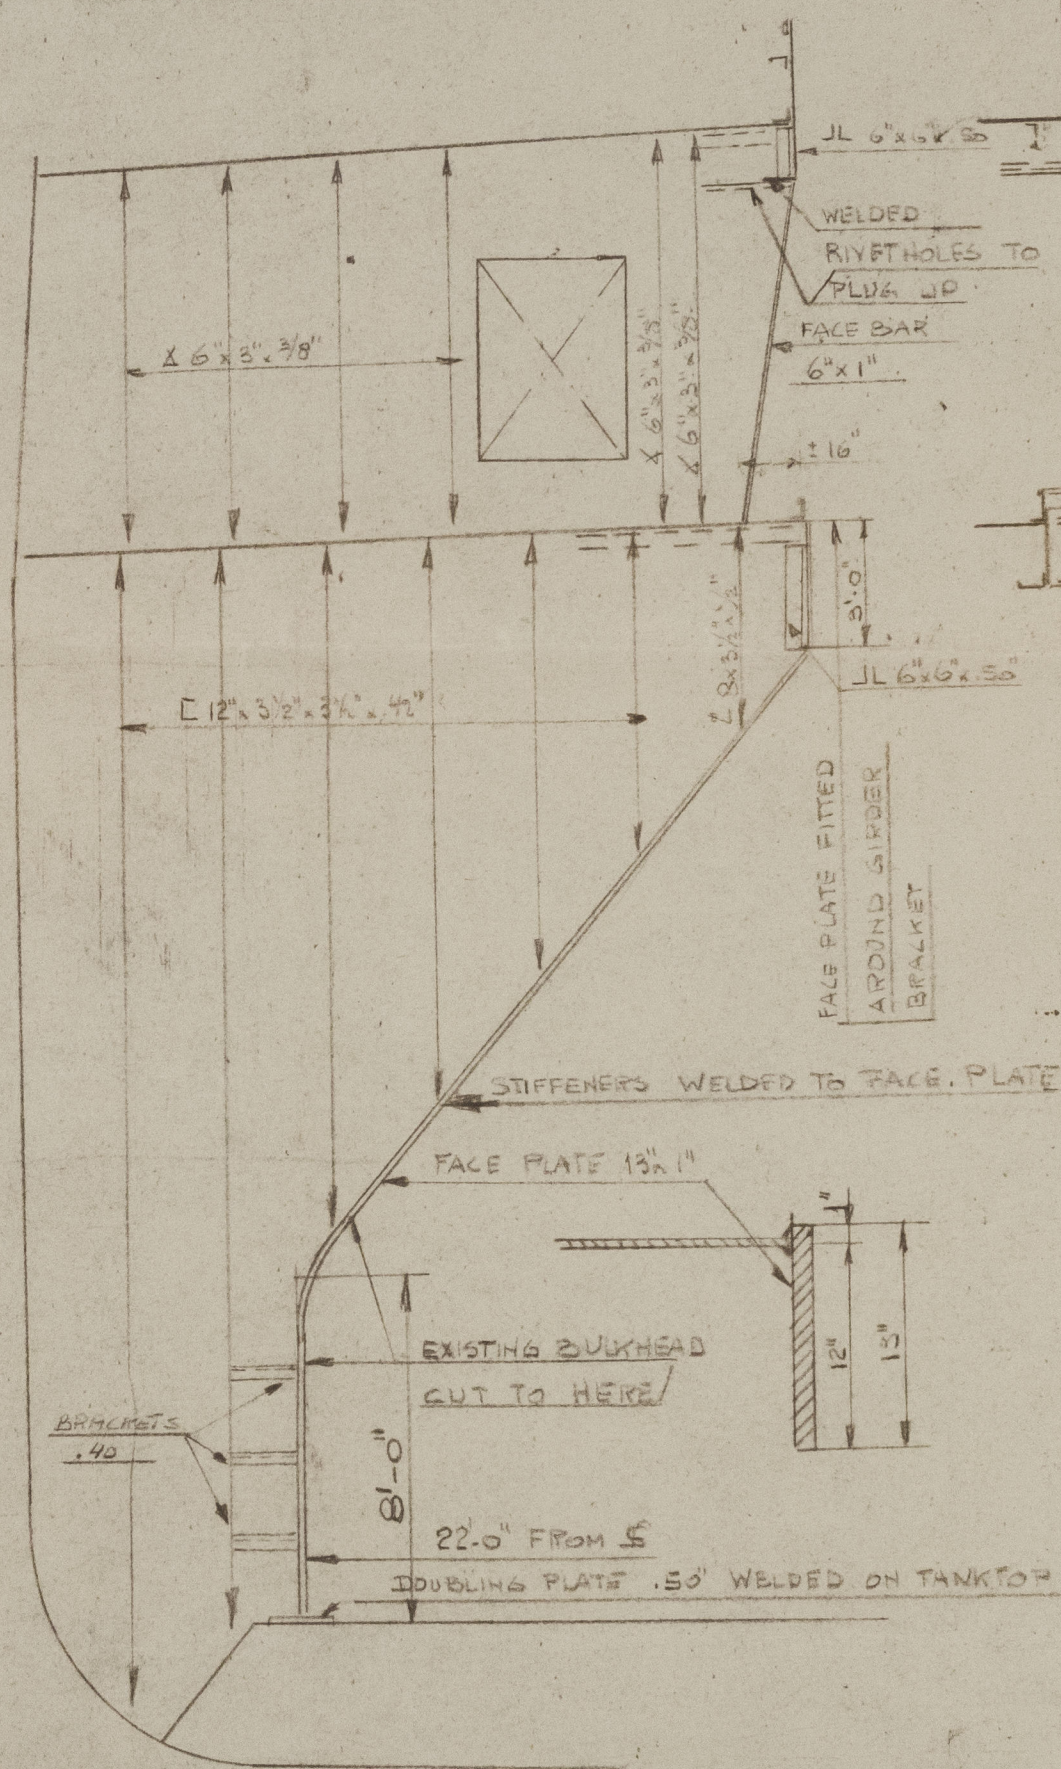 JL 6"x6"x.50
WELDED
RIVETHOLES TO
PLUG UP
FACE BAR
6"x1"
∡ 6"x3"x3/8"
∡ 6"x3"x3/8"
∡ 6"x3"x3/8"
±16"
3'-0"
JL 6"x6"x.50"
∠ 8x3½"x½"
[ 12"x3½"x3½"x.42"
FACE PLATE FITTED
AROUND GIRDER
BRACKET
STIFFENERS WELDED TO FACE. PLATE
FACE PLATE 13"x1"
1"
12"
13"
EXISTING BULKHEAD
CUT TO HERE
BRACKETS
.40
8'-0"
22'-0" FROM
DOUBLING PLATE .50" WELDED ON TANKTOP